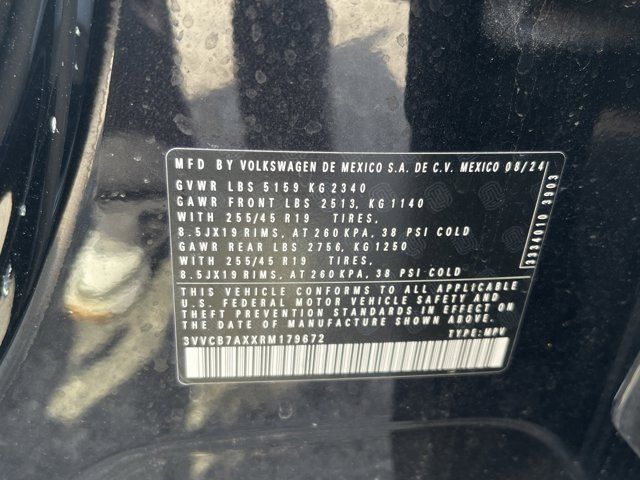 MFD BY VOLKSWAGEN DE MEXICO S.A. DE C.V. MEXICO 08/24
GVWR LBS 5159 KG 2340
GAWR FRONT LBS 2513, KG 1140
WITH 255/45 R19 TIRES,
8.5JX19 RIMS, AT 260 KPA, 38 PSI COLD
GAWR REAR LBS 2756, KG 1250
WITH 255/45 R19 TIRES,
8.5JX19 RIMS, AT 260 KPA, 38 PSI COLD
THIS VEHICLE CONFORMS TO ALL APPLICABLE
U.S. FEDERAL MOTOR VEHICLE SAFETY AND
THEFT PREVENTION STANDARDS IN EFFECT ON
THE DATE OF MANUFACTURE SHOWN ABOVE.
3VVCB7AXXRM179672 TYPE: MPV
3334010 3903